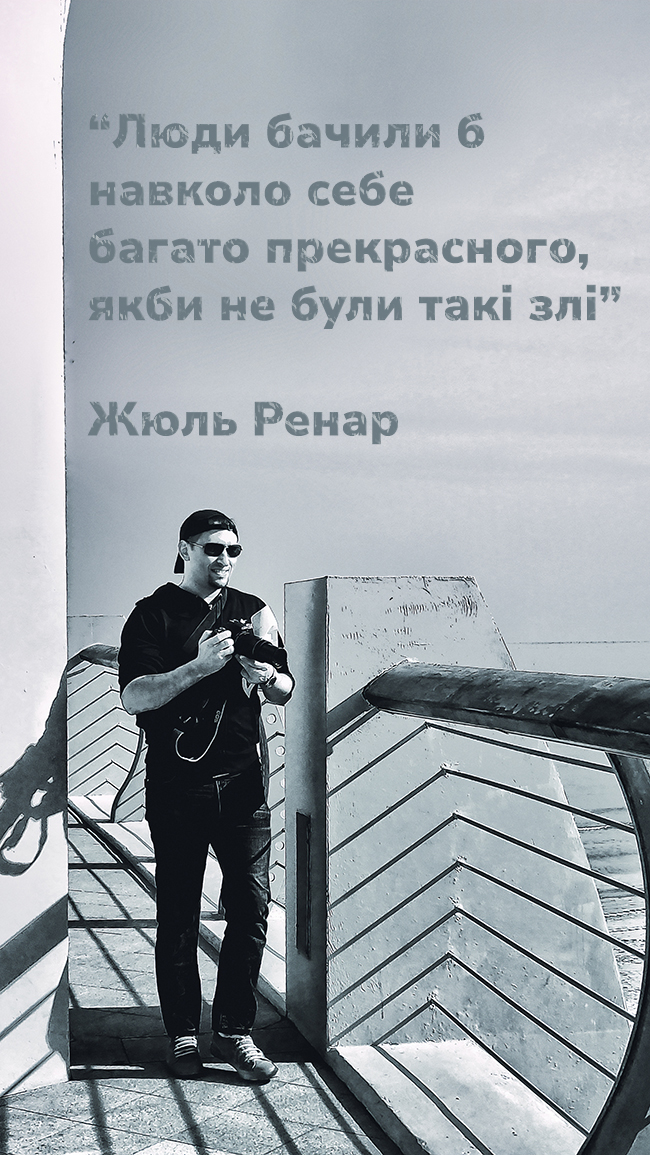 “Люди бачили б
навколо себе
багато прекрасного,
якби не були такі злі”
Жюль Ренар